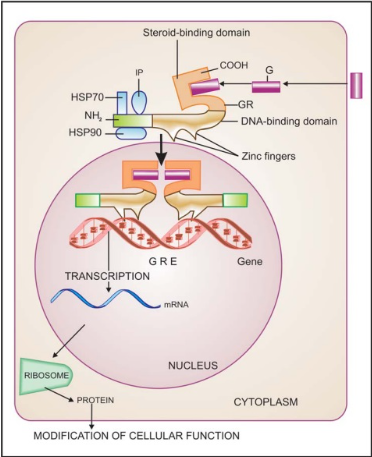 Steroid-binding domain
COOH
G
IP
HSP70
GR
NH₂
DNA-binding domain
HSP90
Zinc fingers
G R E
Gene
TRANSCRIPTION
mRNA
NUCLEUS
RIBOSOME
PROTEIN
CYTOPLASM
MODIFICATION OF CELLULAR FUNCTION